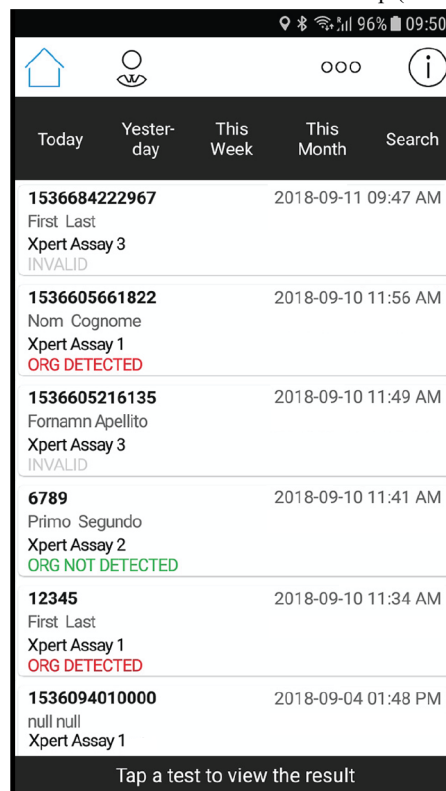 96% 09:50
i
Today Yester-day This Week This Month Search
1536684222967 2018-09-11 09:47 AM
First Last
Xpert Assay 3
INVALID
1536605661822 2018-09-10 11:56 AM
Nom Cognome
Xpert Assay 1
ORG DETECTED
1536605216135 2018-09-10 11:49 AM
Fornamn Apellito
Xpert Assay 3
INVALID
6789 2018-09-10 11:41 AM
Primo Segundo
Xpert Assay 2
ORG NOT DETECTED
12345 2018-09-10 11:34 AM
First Last
Xpert Assay 1
ORG DETECTED
1536094010000 2018-09-04 01:48 PM
null null
Xpert Assay 1
Tap a test to view the result